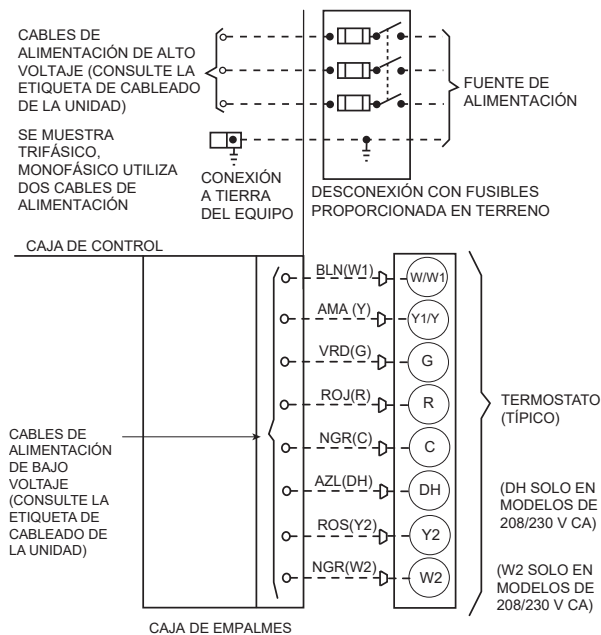 CABLES DE
ALIMENTACIÓN DE ALTO
VOLTAJE (CONSULTE LA
ETIQUETA DE CABLEADO
DE LA UNIDAD)
FUENTE DE
ALIMENTACIÓN
SE MUESTRA
TRIFÁSICO,
MONOFÁSICO UTILIZA
DOS CABLES DE
ALIMENTACIÓN
CONEXIÓN
A TIERRA
DEL EQUIPO
DESCONEXIÓN CON FUSIBLES
PROPORCIONADA EN TERRENO
CAJA DE CONTROL
BLN(W1)
W/W1
AMA (Y)
Y1/Y
VRD(G)
G
ROJ(R)
R
NGR(C)
C
AZL(DH)
DH
ROS(Y2)
Y2
NGR(W2)
W2
TERMOSTATO
(TÍPICO)
CABLES DE
ALIMENTACIÓN
DE BAJO
VOLTAJE
(CONSULTE LA
ETIQUETA DE
CABLEADO DE
LA UNIDAD)
(DH SOLO EN
MODELOS DE
208/230 V CA)
(W2 SOLO EN
MODELOS DE
208/230 V CA)
CAJA DE EMPALMES